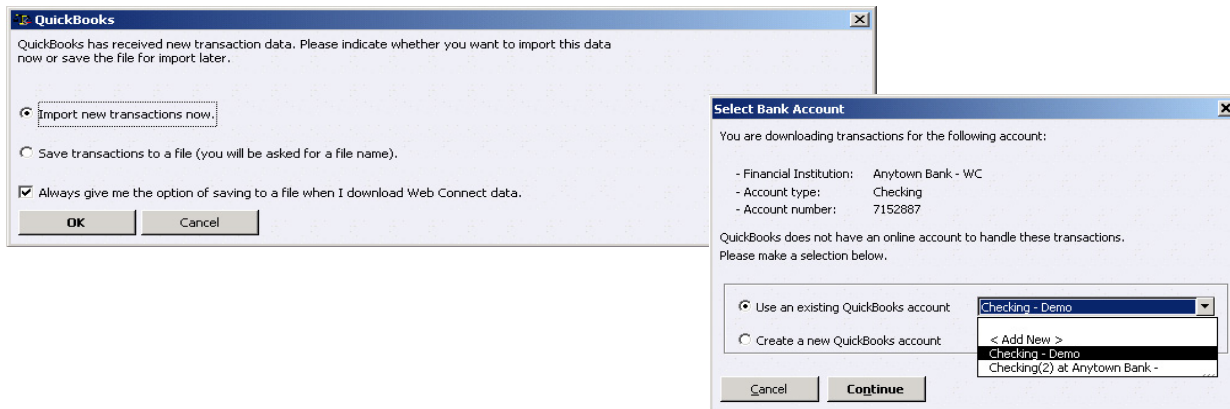 QuickBooks
QuickBooks has received new transaction data. Please indicate whether you want to import this data
now or save the file for import later.
Import new transactions now.
Save transactions to a file (you will be asked for a file name).
Always give me the option of saving to a file when I download Web Connect data.
OK
Cancel
Select Bank Account
You are downloading transactions for the following account:
- Financial Institution: Anytown Bank - WC
- Account type: Checking
- Account number: 7152887
QuickBooks does not have an online account to handle these transactions.
Please make a selection below.
Use an existing QuickBooks account
Checking - Demo
Create a new QuickBooks account
< Add New >
Checking - Demo
Checking(2) at Anytown Bank -
Cancel
Continue